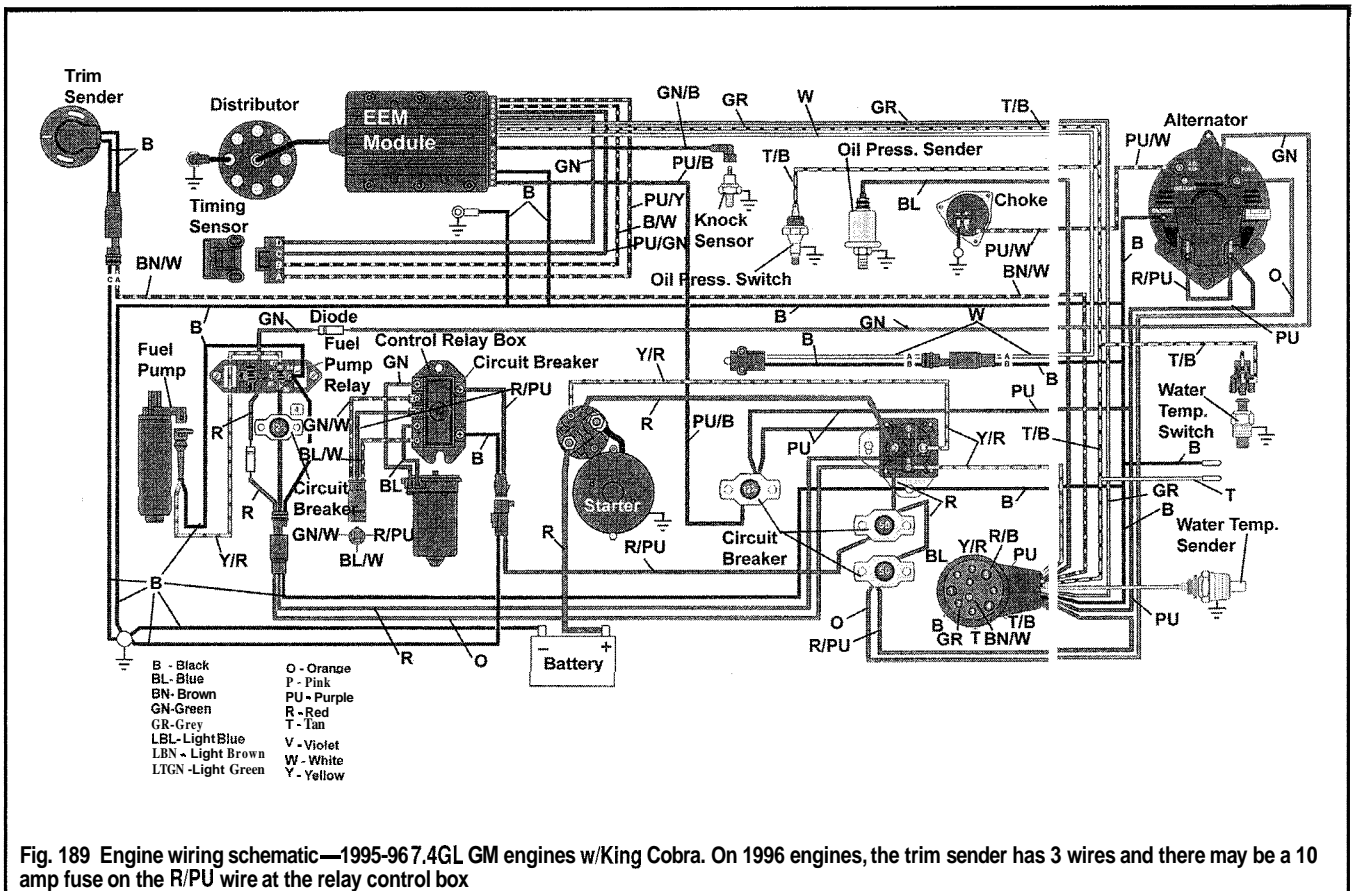 Trim
Sender
Distributor
EEM
Module
GN/B
GR
W
GR
T/B
Alternator
B
PU/W
GN
GN
T/B
Oil Press. Sender
PU/B
BL
Choke
Timing
Sensor
B
PU/Y
B/W
PU/GN
Knock
Sensor
PU/W
B
R/PU
O
Oil Press. Switch
BN/W
BN/W
C A
B
GN
Diode
B
GN
W
PU
Fuel
Pump
Fuel
Pump
Relay
Control Relay Box
GN
Circuit Breaker
Y/R
B
A
B
A
B
B
T/B
R/PU
R
PU/B
PU
PU
Water
Temp.
Switch
R
GN/W
BL/W
B
Y/R
T/B
B
BL
Circuit
Breaker
Starter
R
B
GR
B
T
R
GN/W
R/PU
BL/W
R
R/PU
Circuit
Breaker
Water Temp.
Sender
Y/R
BL
Y/R
R/B
PU
B
O
R/PU
B
GR
T
BN/W
T/B
PU
R
O
- +
Battery
B - Black
BL- Blue
BN- Brown
GN-Green
GR-Grey
LBL- Light Blue
LBN - Light Brown
LTGN -Light Green
O - Orange
P - Pink
PU - Purple
R - Red
T - Tan
V - Violet
W - White
Y - Yellow
Fig. 189 Engine wiring schematic—1995-96 7.4GL GM engines w/King Cobra. On 1996 engines, the trim sender has 3 wires and there may be a 10
amp fuse on the R/PU wire at the relay control box